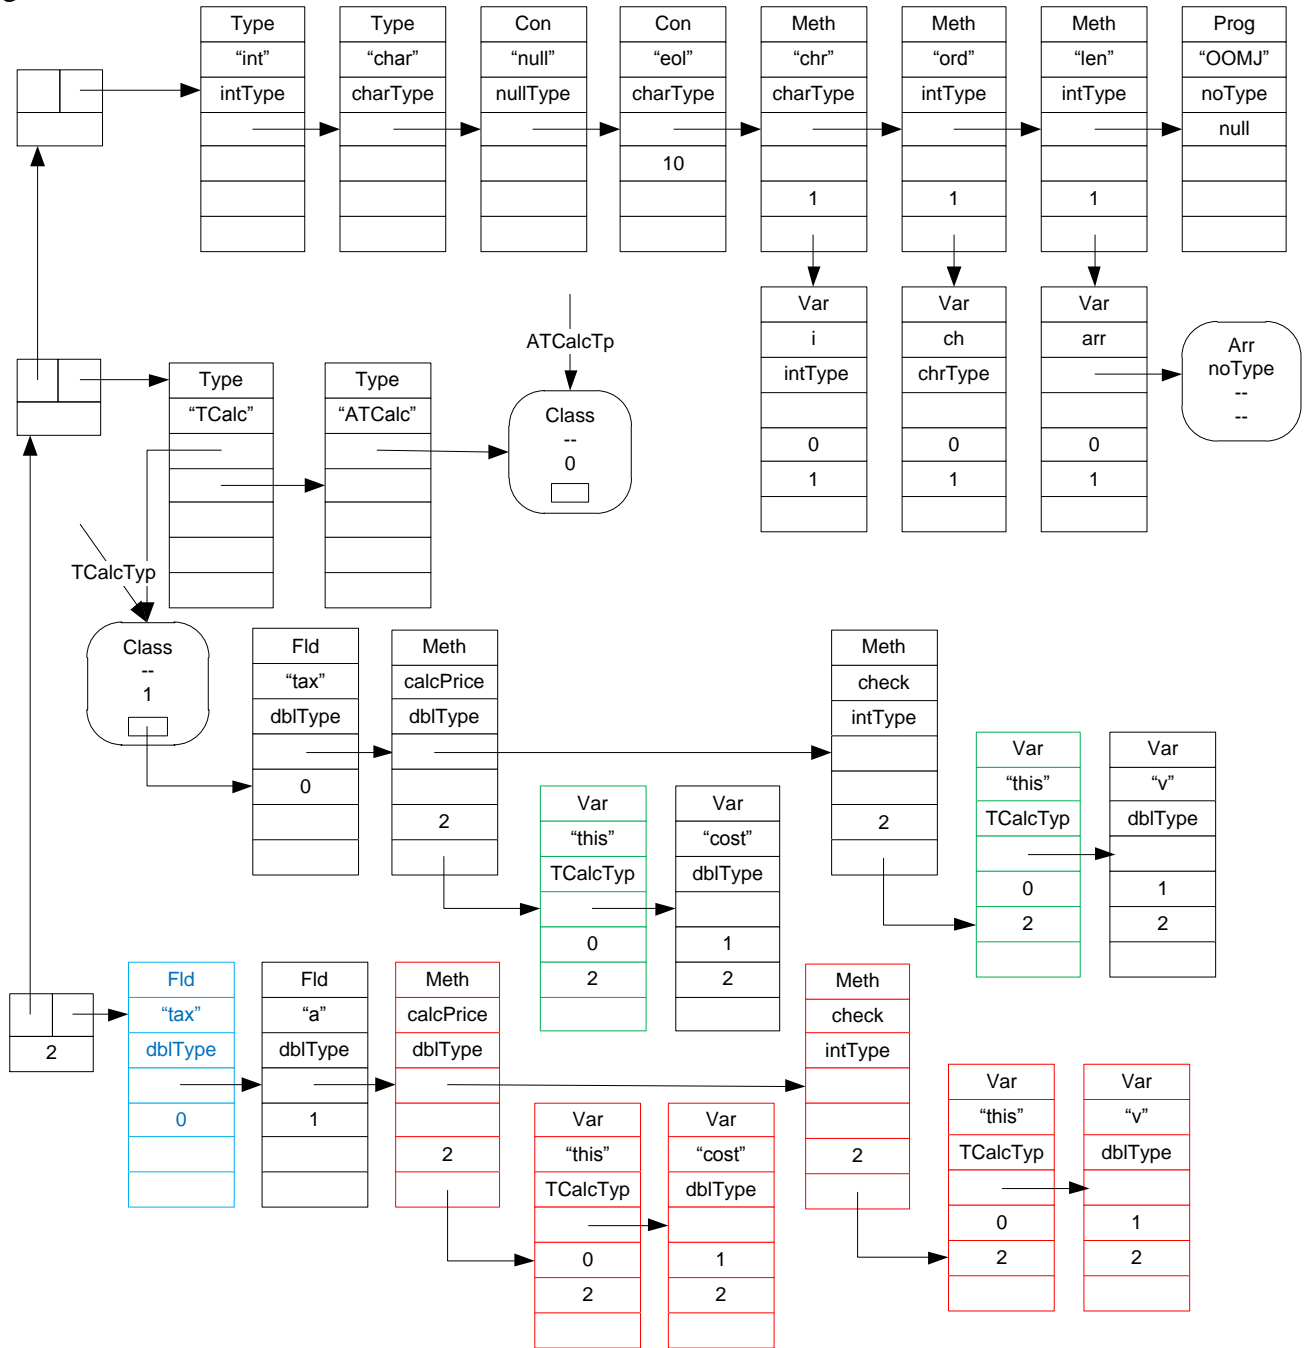 Type Type Con Con Meth Meth Meth Prog
“int” “char” “null” “eol” “chr” “ord” “len” “OOMJ”
intType charType nullType charType charType intType intType noType
null
10
1 1 1
Var Var Var
i ch arr
intType chrType
0 0 0
1 1 1
Arr
noType
--
--
ATCalcTp
Type Type
“TCalc” “ATCalc”
Class
--
0
TCalcTyp
Class
--
1
Fld Meth Meth
“tax” calcPrice check
dblType dblType intType
0
2 2
Var Var
“this” “cost”
TCalcTyp dblType
0 1
2 2
Var Var
“this” “v”
TCalcTyp dblType
0 1
2 2
2
Fld Fld Meth Meth
“tax” “a” calcPrice check
dblType dblType dblType intType
0 1
2 2
Var Var
“this” “cost”
TCalcTyp dblType
0 1
2 2
Var Var
“this” “v”
TCalcTyp dblType
0 1
2 2